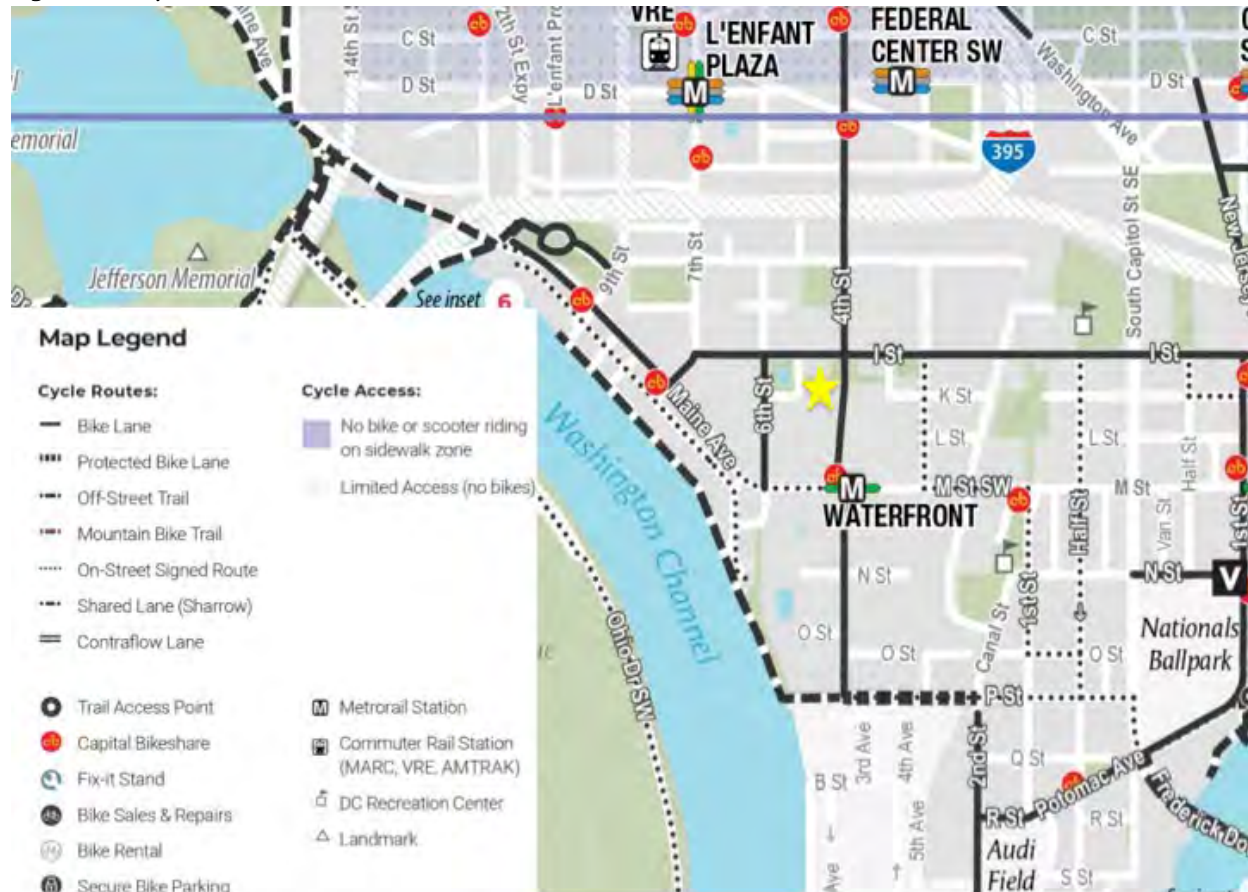 VRE
L'ENFANT
PLAZA
FEDERAL
CENTER SW
C St
C St
D St
D St
D St
14th St S
2th St Expy
L'enfant Pro
Washington Ave
395
emorial
Jefferson Memorial
See inset 6
9th St
7th St
4th St
South Capitol St SE
I St
I St
6th St
Maine Ave
K St
L St
L St
M St SW
M St
Half St
Half St
Van St
1st St
WATERFRONT
Washington Channel
Ohio Dr SW
N St
N St
V
O St
O St
O St
Canal St
1st St
Nationals
Ballpark
P St
3rd Ave
4th Ave
5th Ave
2nd St
B St
Q St
Potomac Ave
R St
R St
Frederick Do
Audi
Field
S St
Ave
Map Legend
Cycle Routes:
Bike Lane
Protected Bike Lane
Off-Street Trail
Mountain Bike Trail
On-Street Signed Route
Shared Lane (Sharrow)
Contraflow Lane
Cycle Access:
No bike or scooter riding
on sidewalk zone
Limited Access (no bikes)
Trail Access Point
Capital Bikeshare
Fix-it Stand
Bike Sales & Repairs
Bike Rental
Secure Bike Parking
M Metrorail Station
Commuter Rail Station
(MARC, VRE, AMTRAK)
DC Recreation Center
Landmark